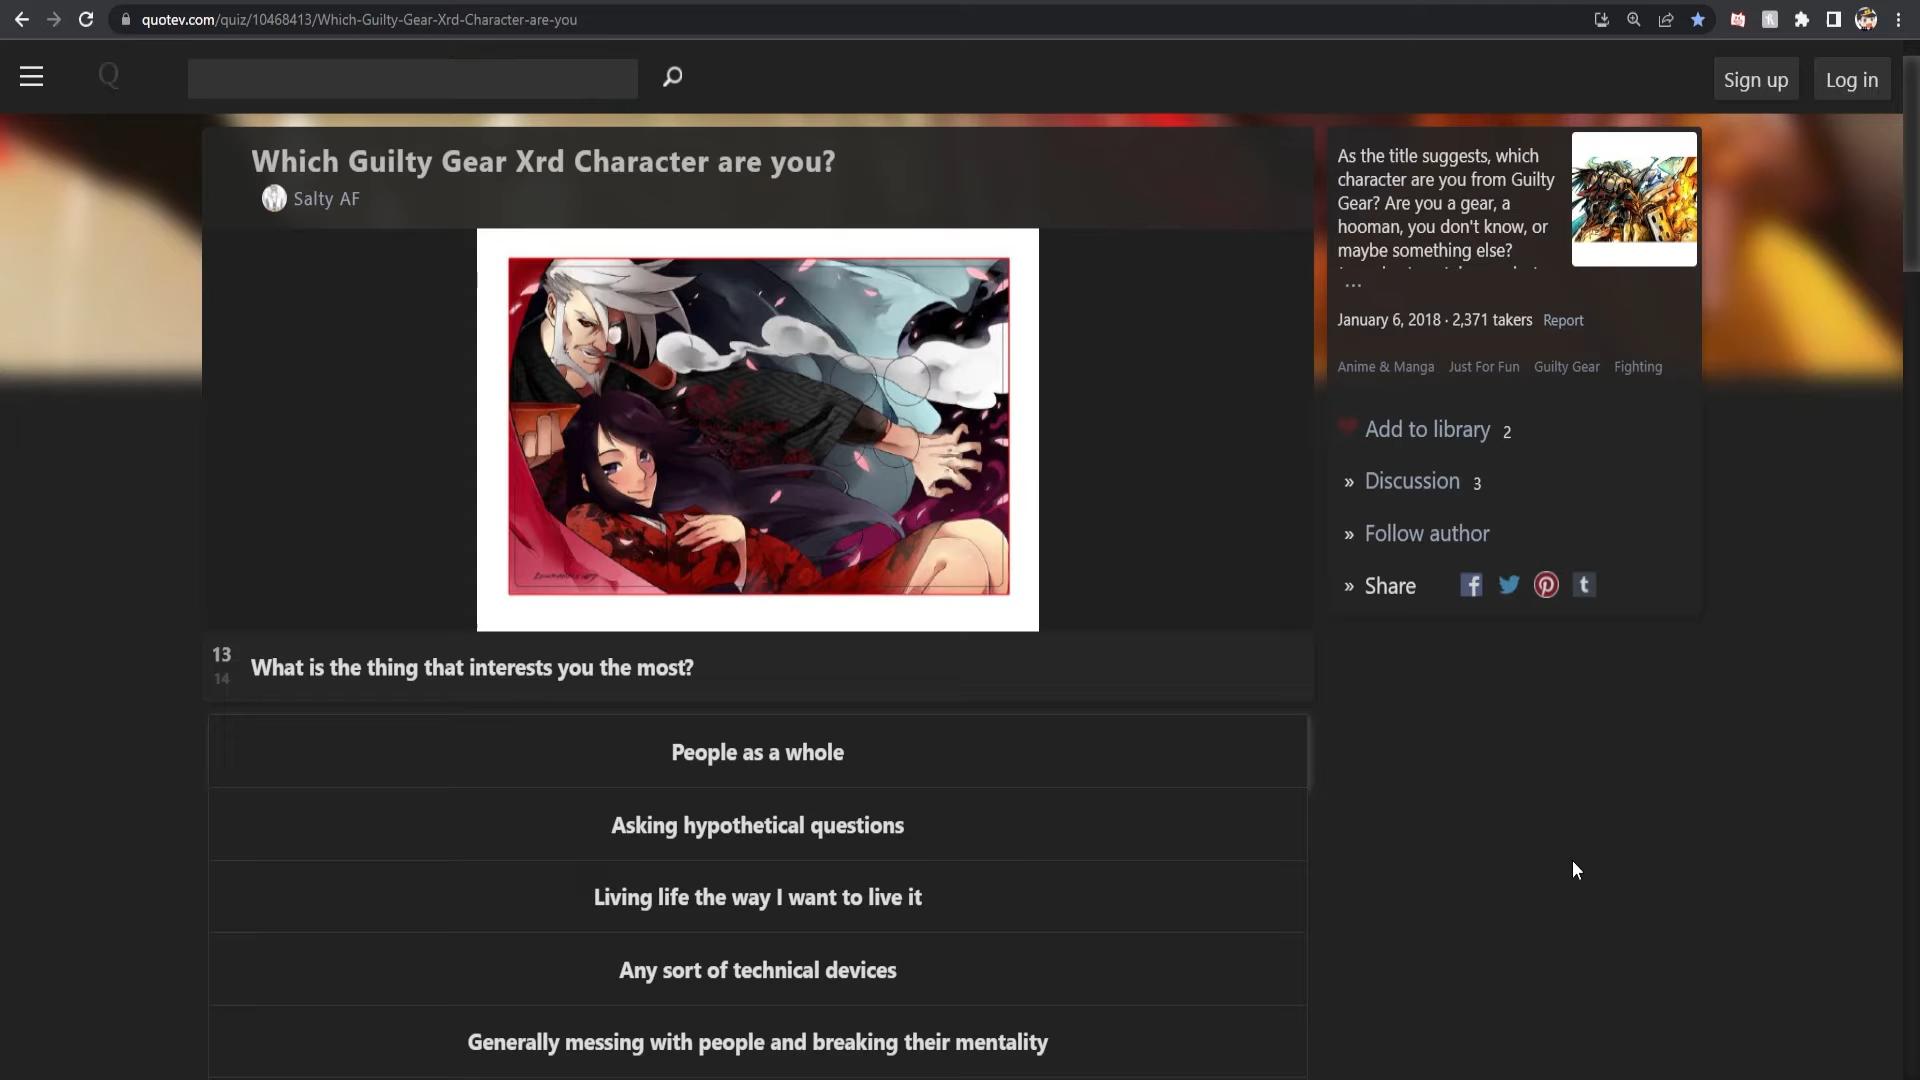 quotev.com/quiz/10468413/Which-Guilty-Gear-Xrd-Character-are-you
Q
Sign up
Log in
Which Guilty Gear Xrd Character are you?
Salty AF
As the title suggests, which
character are you from Guilty
Gear? Are you a gear, a
hooman, you don't know, or
maybe something else?
...
January 6, 2018 · 2,371 takers Report
Anime & Manga Just For Fun Guilty Gear Fighting
Add to library 2
» Discussion 3
» Follow author
» Share
13
14
What is the thing that interests you the most?
People as a whole
Asking hypothetical questions
Living life the way I want to live it
Any sort of technical devices
Generally messing with people and breaking their mentality